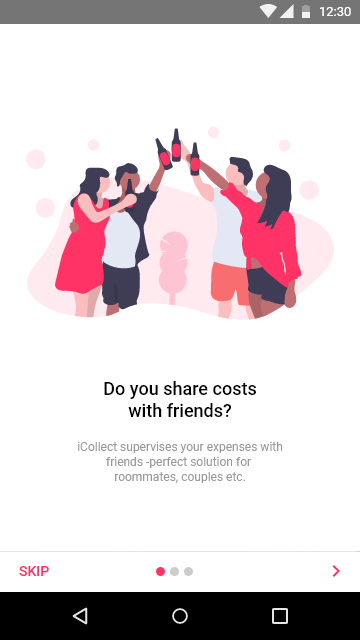 12:30
Do you share costs
with friends?
iCollect supervises your expenses with
friends -perfect solution for
roommates, couples etc.
SKIP